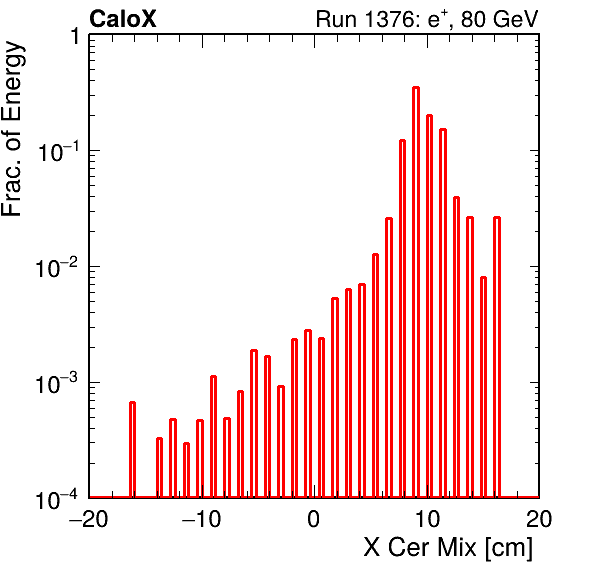 CaloX Run 1376: e⁺, 80 GeV
Frac. of Energy
1
10⁻¹
10⁻²
10⁻³
10⁻⁴
−20 −10 0 10 20
X Cer Mix [cm]